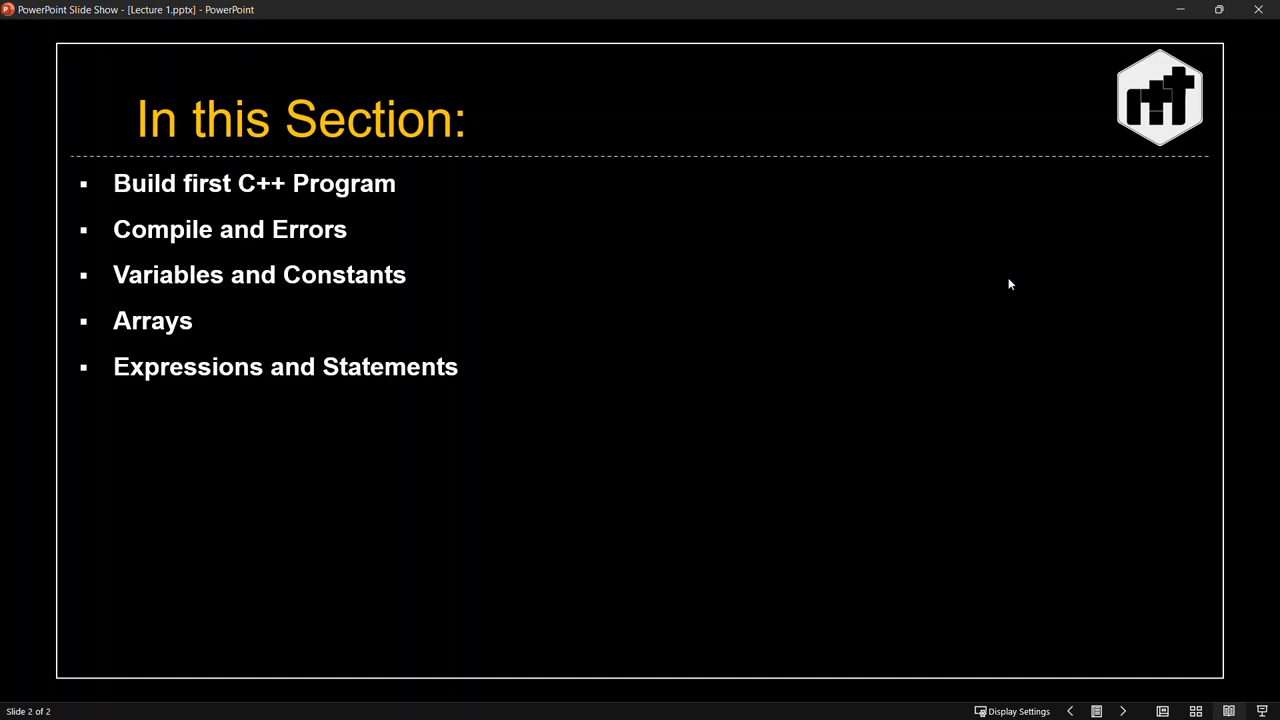 PowerPoint Slide Show - [Lecture 1.pptx] - PowerPoint
In this Section:
▪ Build first C++ Program
▪ Compile and Errors
▪ Variables and Constants
▪ Arrays
▪ Expressions and Statements
Slide 2 of 2
Display Settings